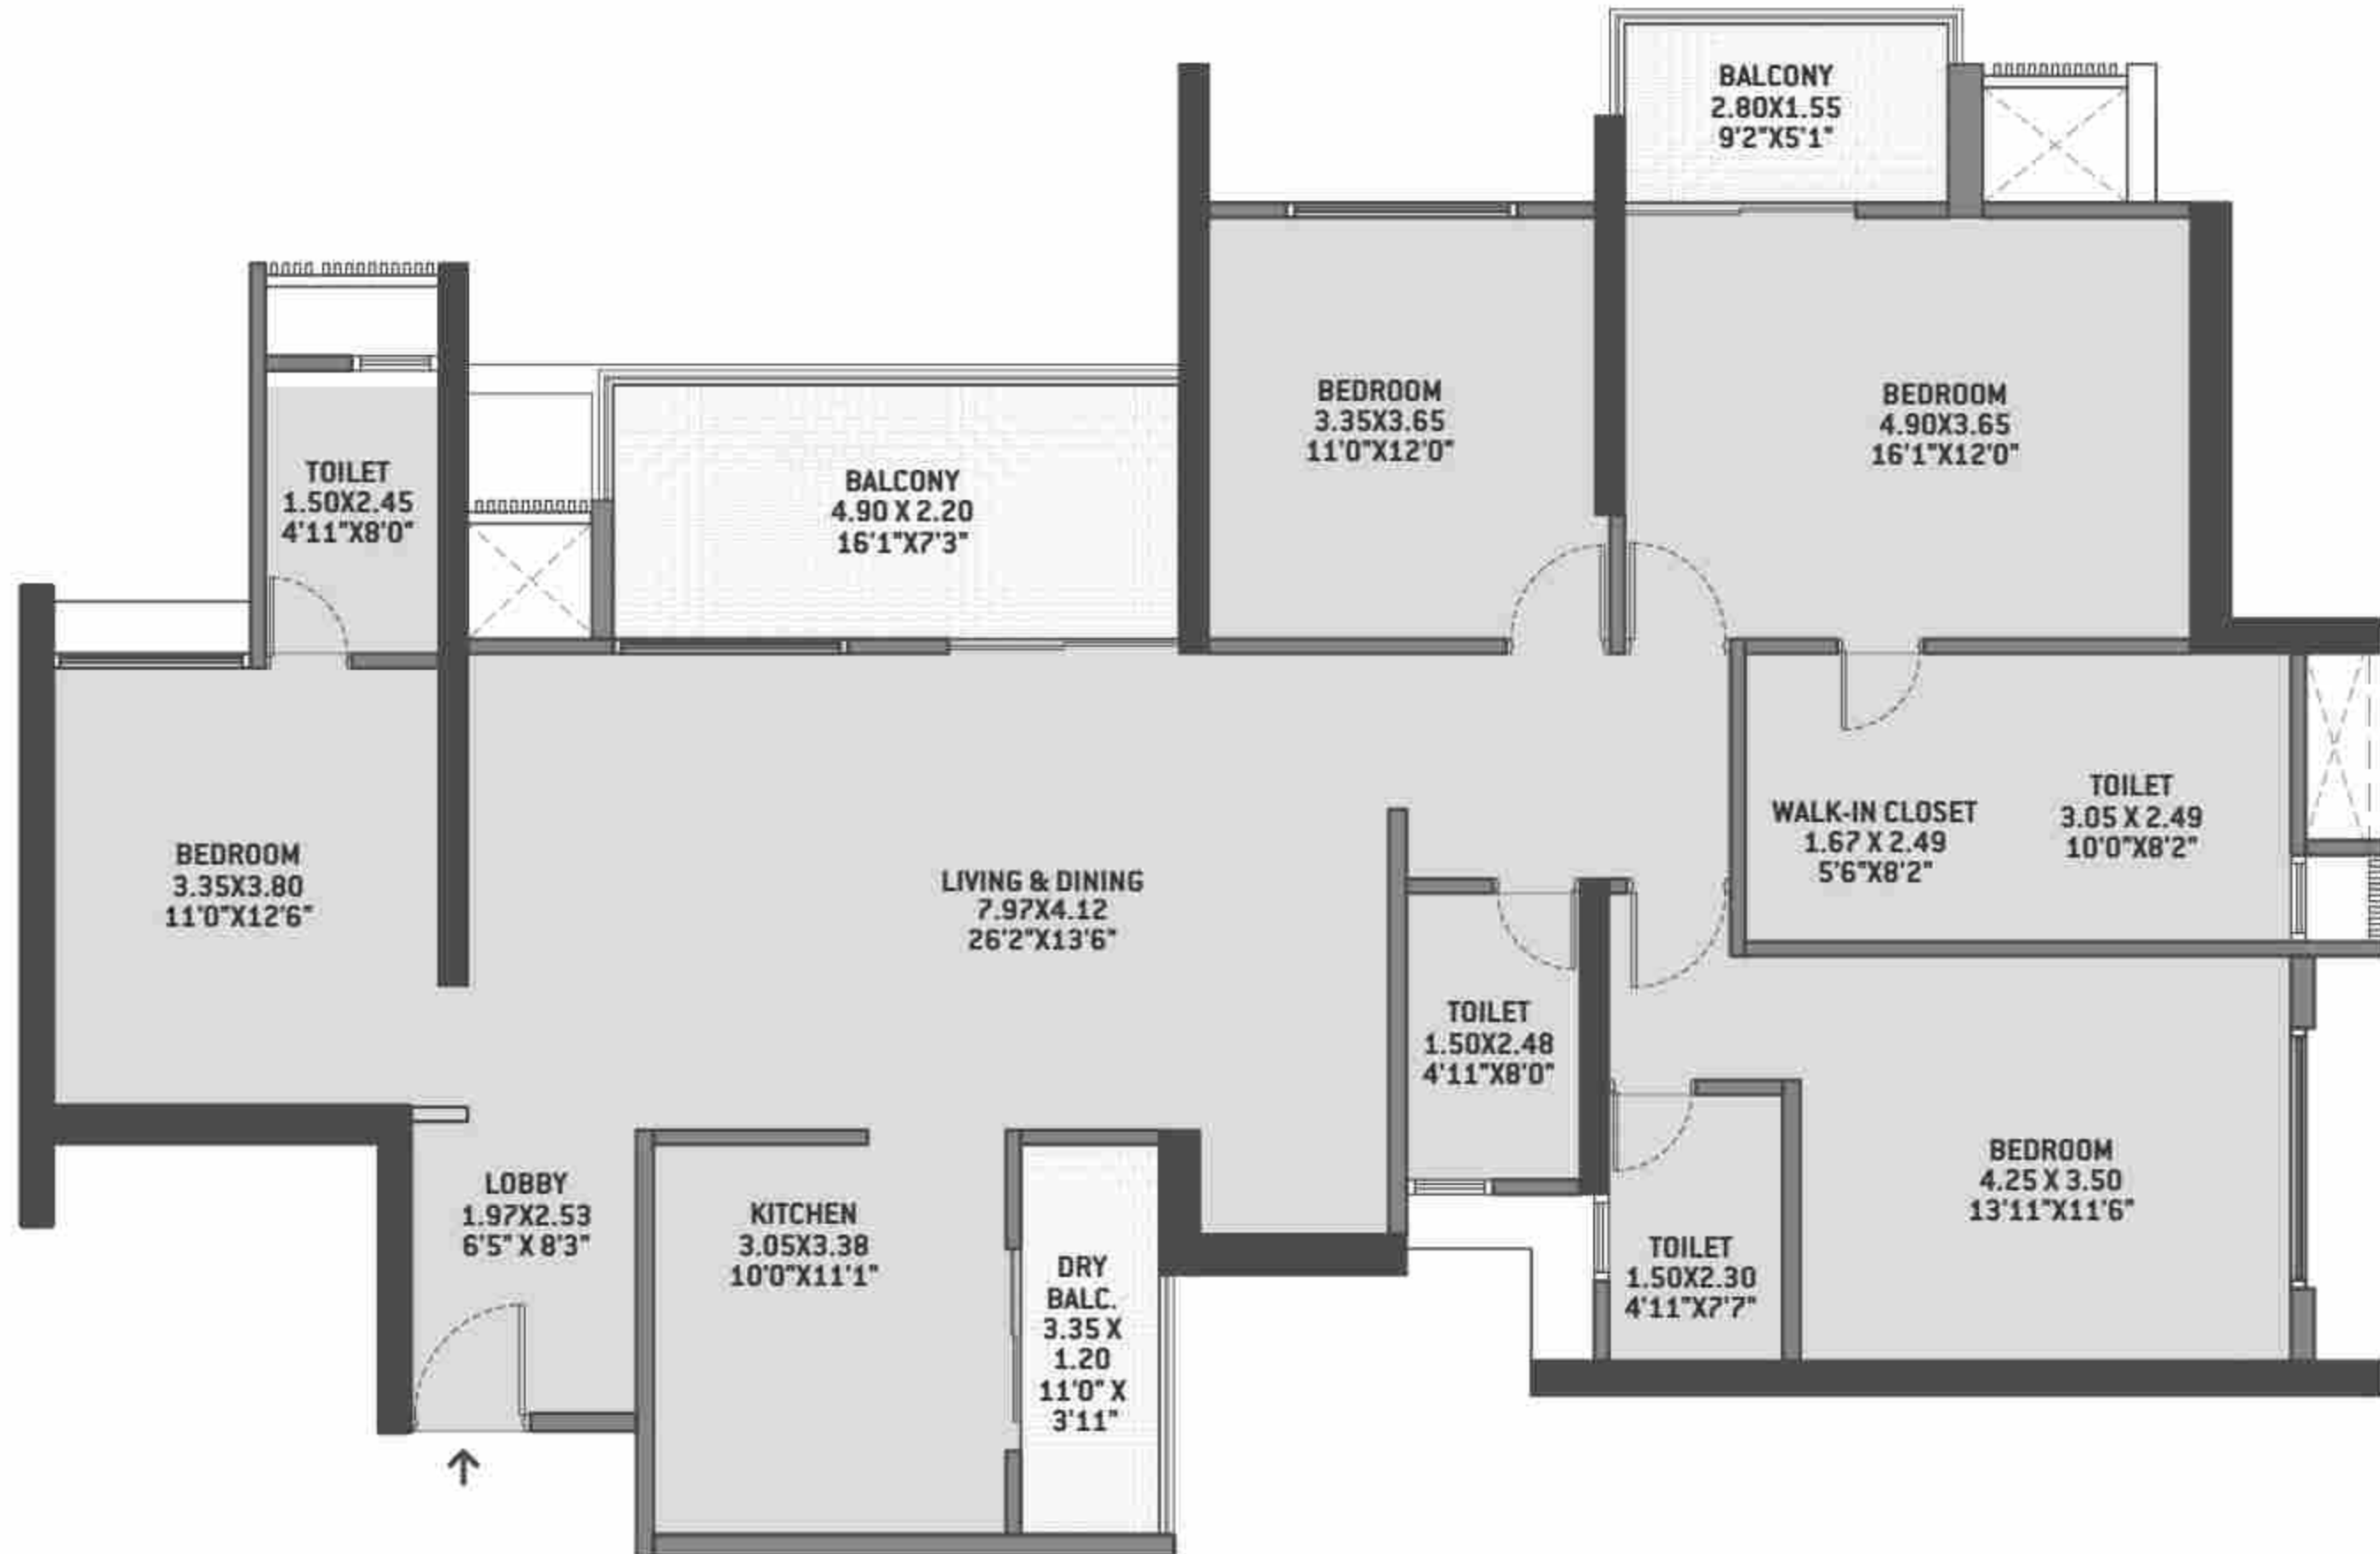 BALCONY
2.80X1.55
9'2"X5'1"
BEDROOM
3.35X3.65
11'0"X12'0"
BEDROOM
4.90X3.65
16'1"X12'0"
TOILET
1.50X2.45
4'11"X8'0"
BALCONY
4.90 X 2.20
16'1"X7'3"
BEDROOM
3.35X3.80
11'0"X12'6"
LIVING & DINING
7.97X4.12
26'2"X13'6"
WALK-IN CLOSET
1.67 X 2.49
5'6"X8'2"
TOILET
3.05 X 2.49
10'0"X8'2"
TOILET
1.50X2.48
4'11"X8'0"
LOBBY
1.97X2.53
6'5" X 8'3"
KITCHEN
3.05X3.38
10'0"X11'1"
DRY
BALC.
3.35 X
1.20
11'0" X
3'11"
TOILET
1.50X2.30
4'11"X7'7"
BEDROOM
4.25 X 3.50
13'11"X11'6"